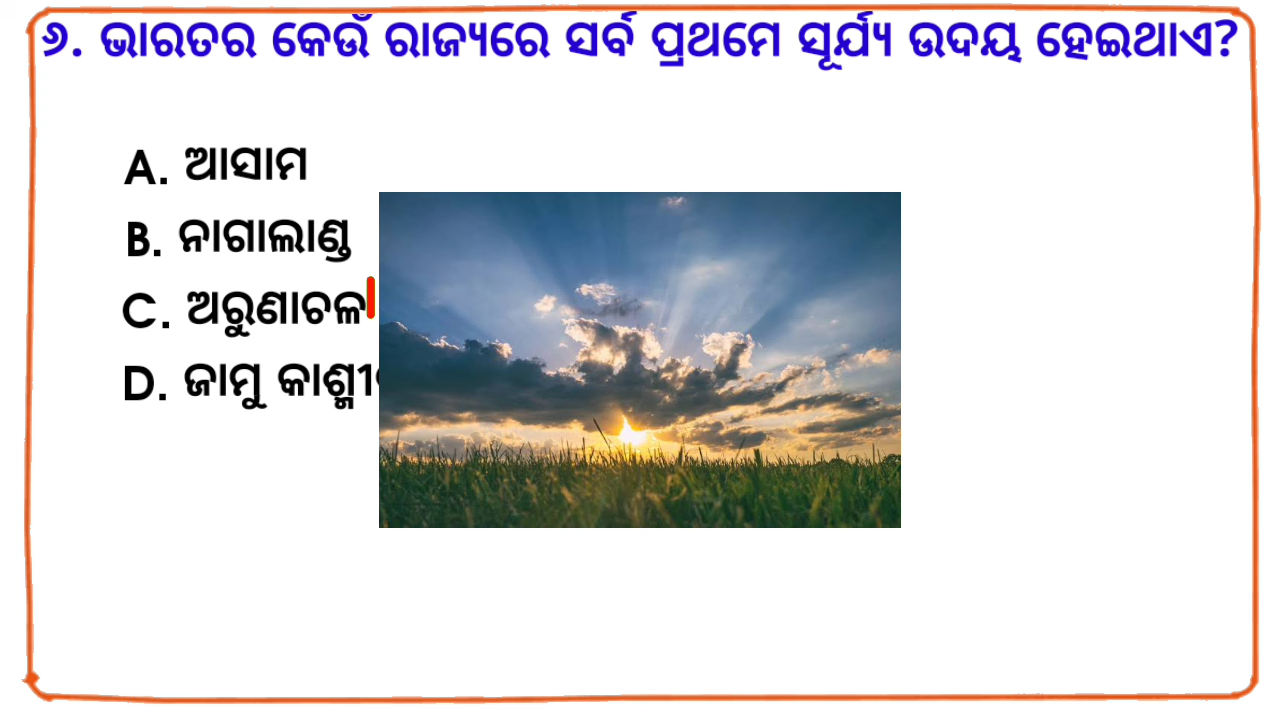 ୬. ଭାରତର କେଉଁ ରାଜ୍ୟରେ ସର୍ବ ପ୍ରଥମେ ସୂର୍ଯ୍ୟ ଉଦୟ ହେଇଥାଏ?
A. ଆସାମ
B. ନାଗାଲାଣ୍ଡ
C. ଅରୁଣାଚଳ
D. ଜାମୁ